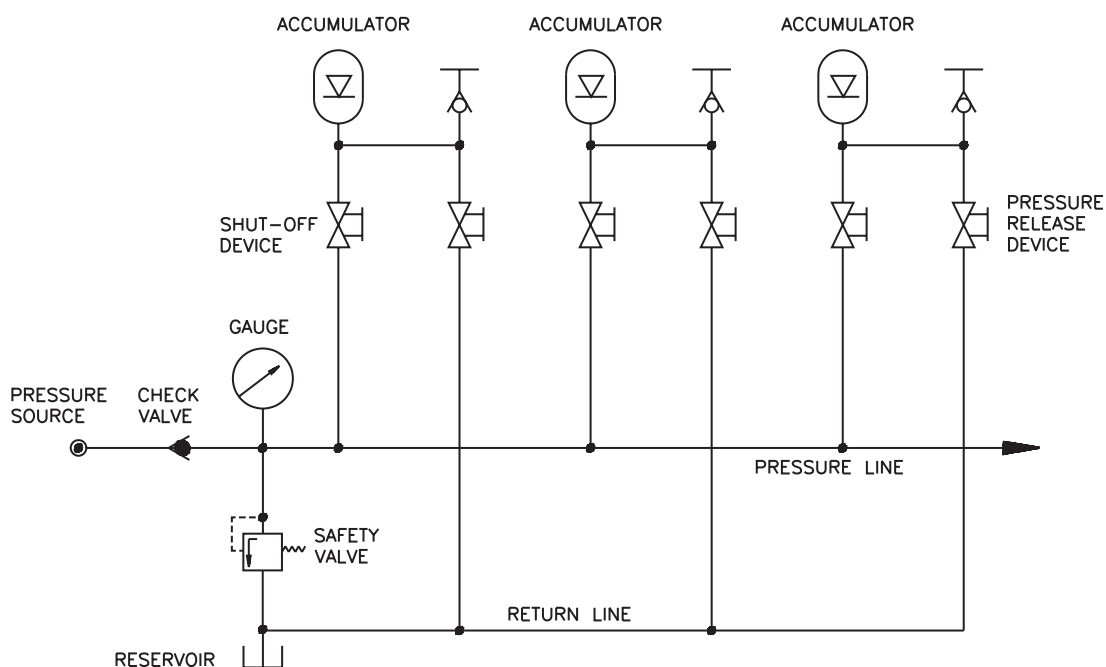 ACCUMULATOR
ACCUMULATOR
ACCUMULATOR
SHUT-OFF
DEVICE
PRESSURE
RELEASE
DEVICE
GAUGE
PRESSURE
SOURCE
CHECK
VALVE
PRESSURE LINE
SAFETY
VALVE
RETURN LINE
RESERVOIR